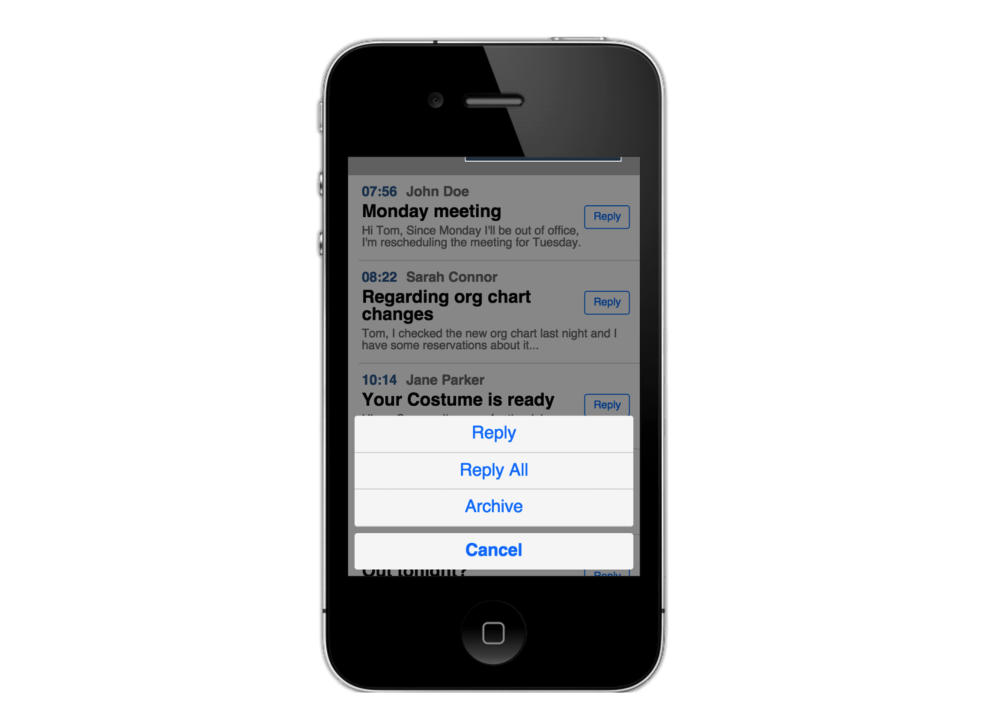 07:56 John Doe
Monday meeting
Reply
Hi Tom, Since Monday I'll be out of office,
I'm rescheduling the meeting for Tuesday.
08:22 Sarah Connor
Regarding org chart
changes
Reply
Tom, I checked the new org chart last night and I
have some reservations about it...
10:14 Jane Parker
Your Costume is ready
Reply
Reply
Reply All
Archive
Cancel
Out tonight?
Reply